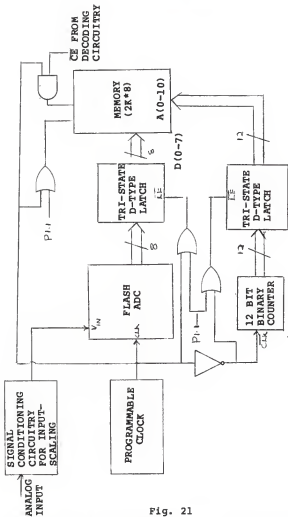 CE FROM
DECODING
CIRCUITRY
MEMORY
(2K*8)
A(0-10)
P1.1
8
D(0-7)
12
TRI-STATE
D-TYPE
LATCH
LE
TRI-STATE
D-TYPE
LATCH
LE
8
12
P1.1
FLASH
ADC
VIN
CLK
12 BIT
BINARY
COUNTER
CLK
SIGNAL
CONDITIONING
CIRCUITRY
FOR INPUT-
SCALING
PROGRAMMABLE
CLOCK
ANALOG
INPUT
Fig. 21